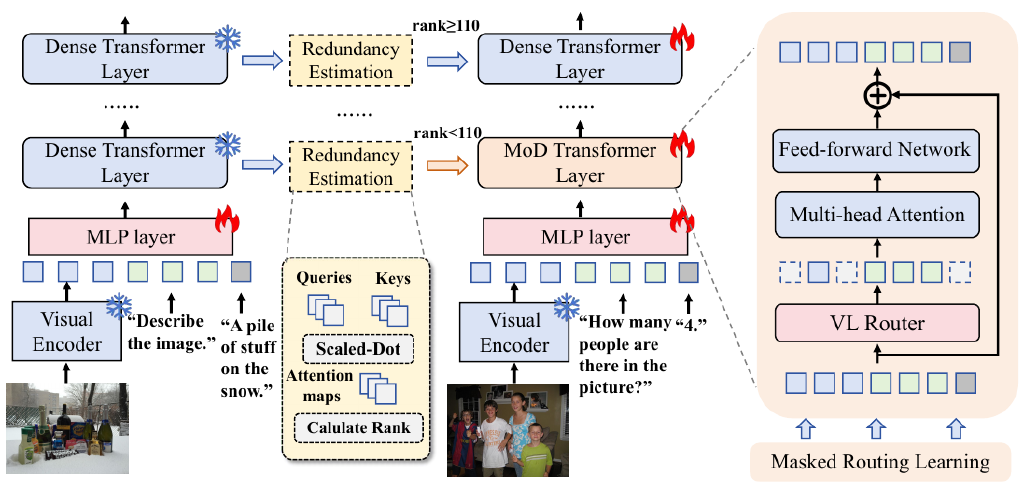 Dense Transformer
Layer
Redundancy
Estimation
rank≥110
Dense Transformer
Layer
......
......
......
Dense Transformer
Layer
Redundancy
Estimation
rank<110
MoD Transformer
Layer
MLP layer
MLP layer
Visual
Encoder
“Describe
the image.”
“A pile
of stuff
on the
snow.”
Queries
Keys
Scaled-Dot
Attention
maps
Calulate Rank
Visual
Encoder
“How many
people are
there in the
picture?”
“4.”
Feed-forward Network
Multi-head Attention
VL Router
Masked Routing Learning